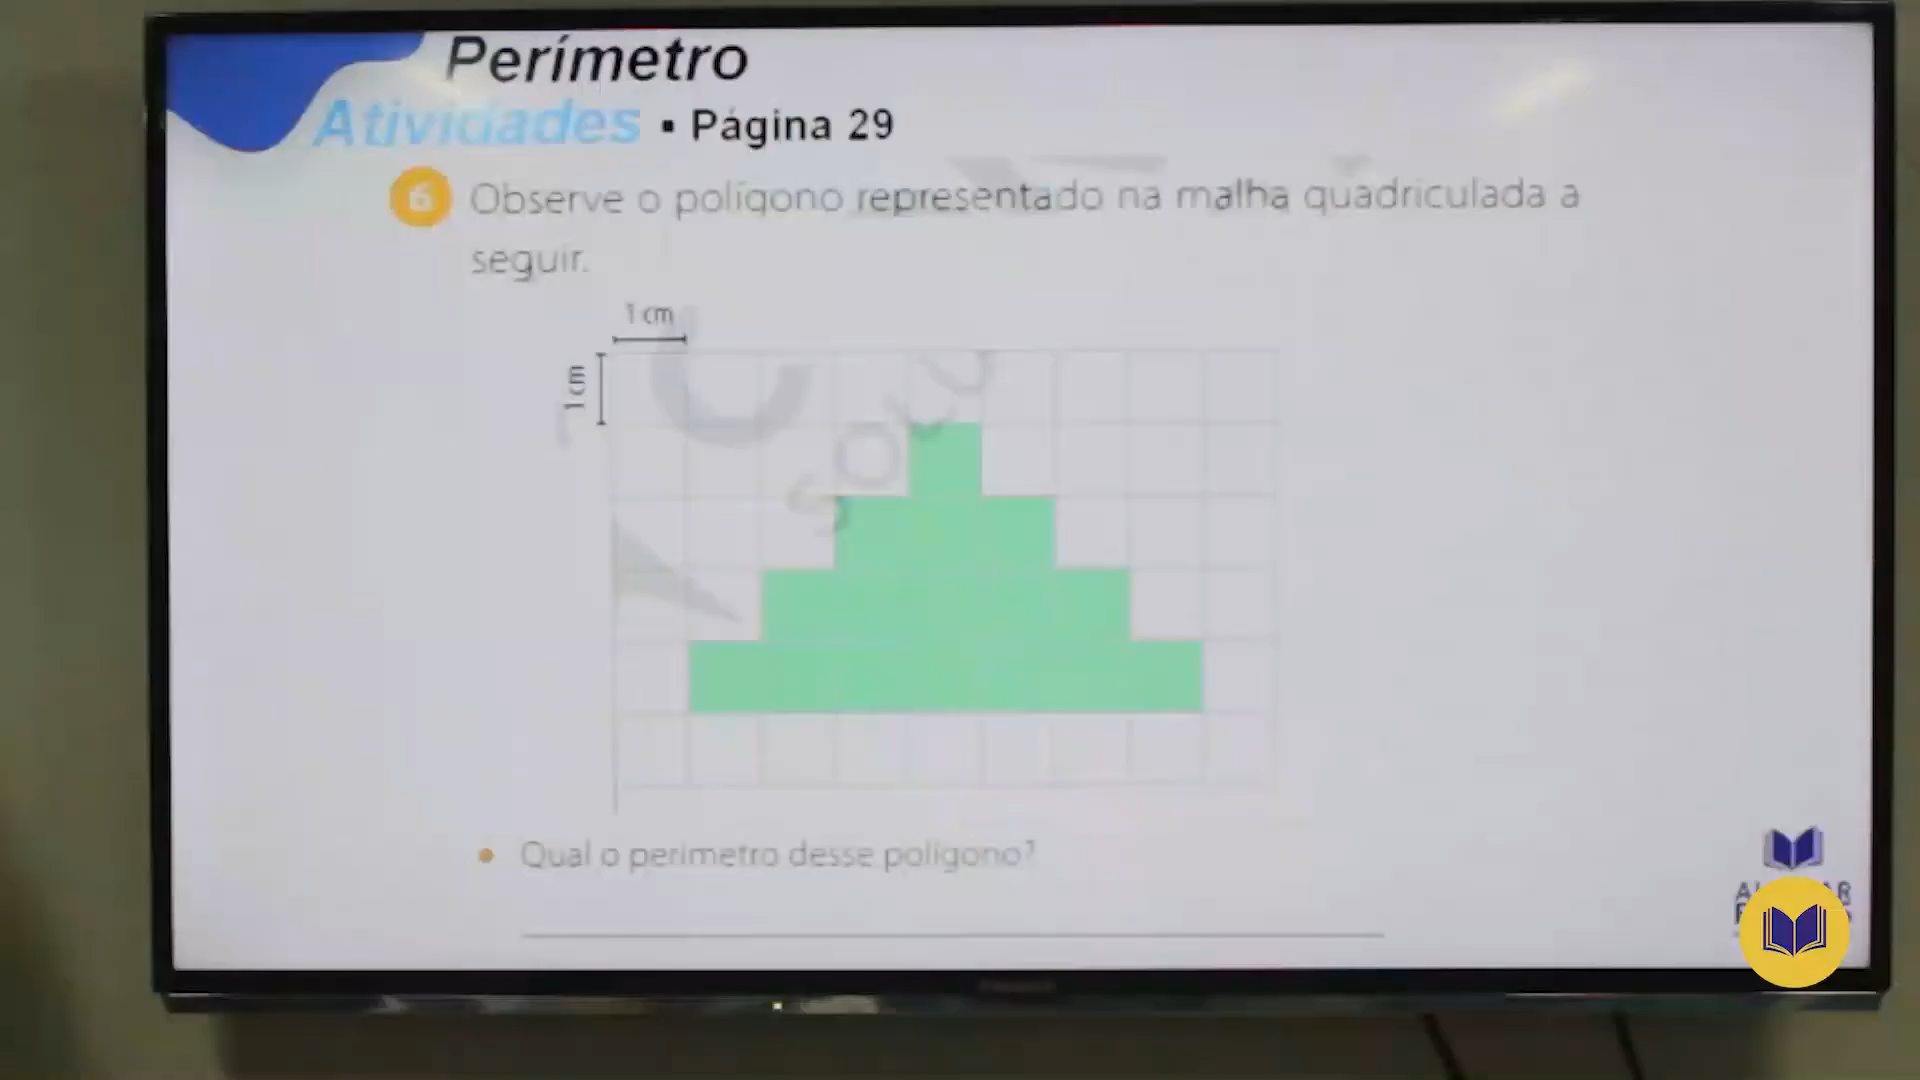 Perímetro
Atividades ▪ Página 29
6 Observe o polígono representado na malha quadriculada a
seguir.
1 cm
1 cm
sou
• Qual o perímetro desse polígono?